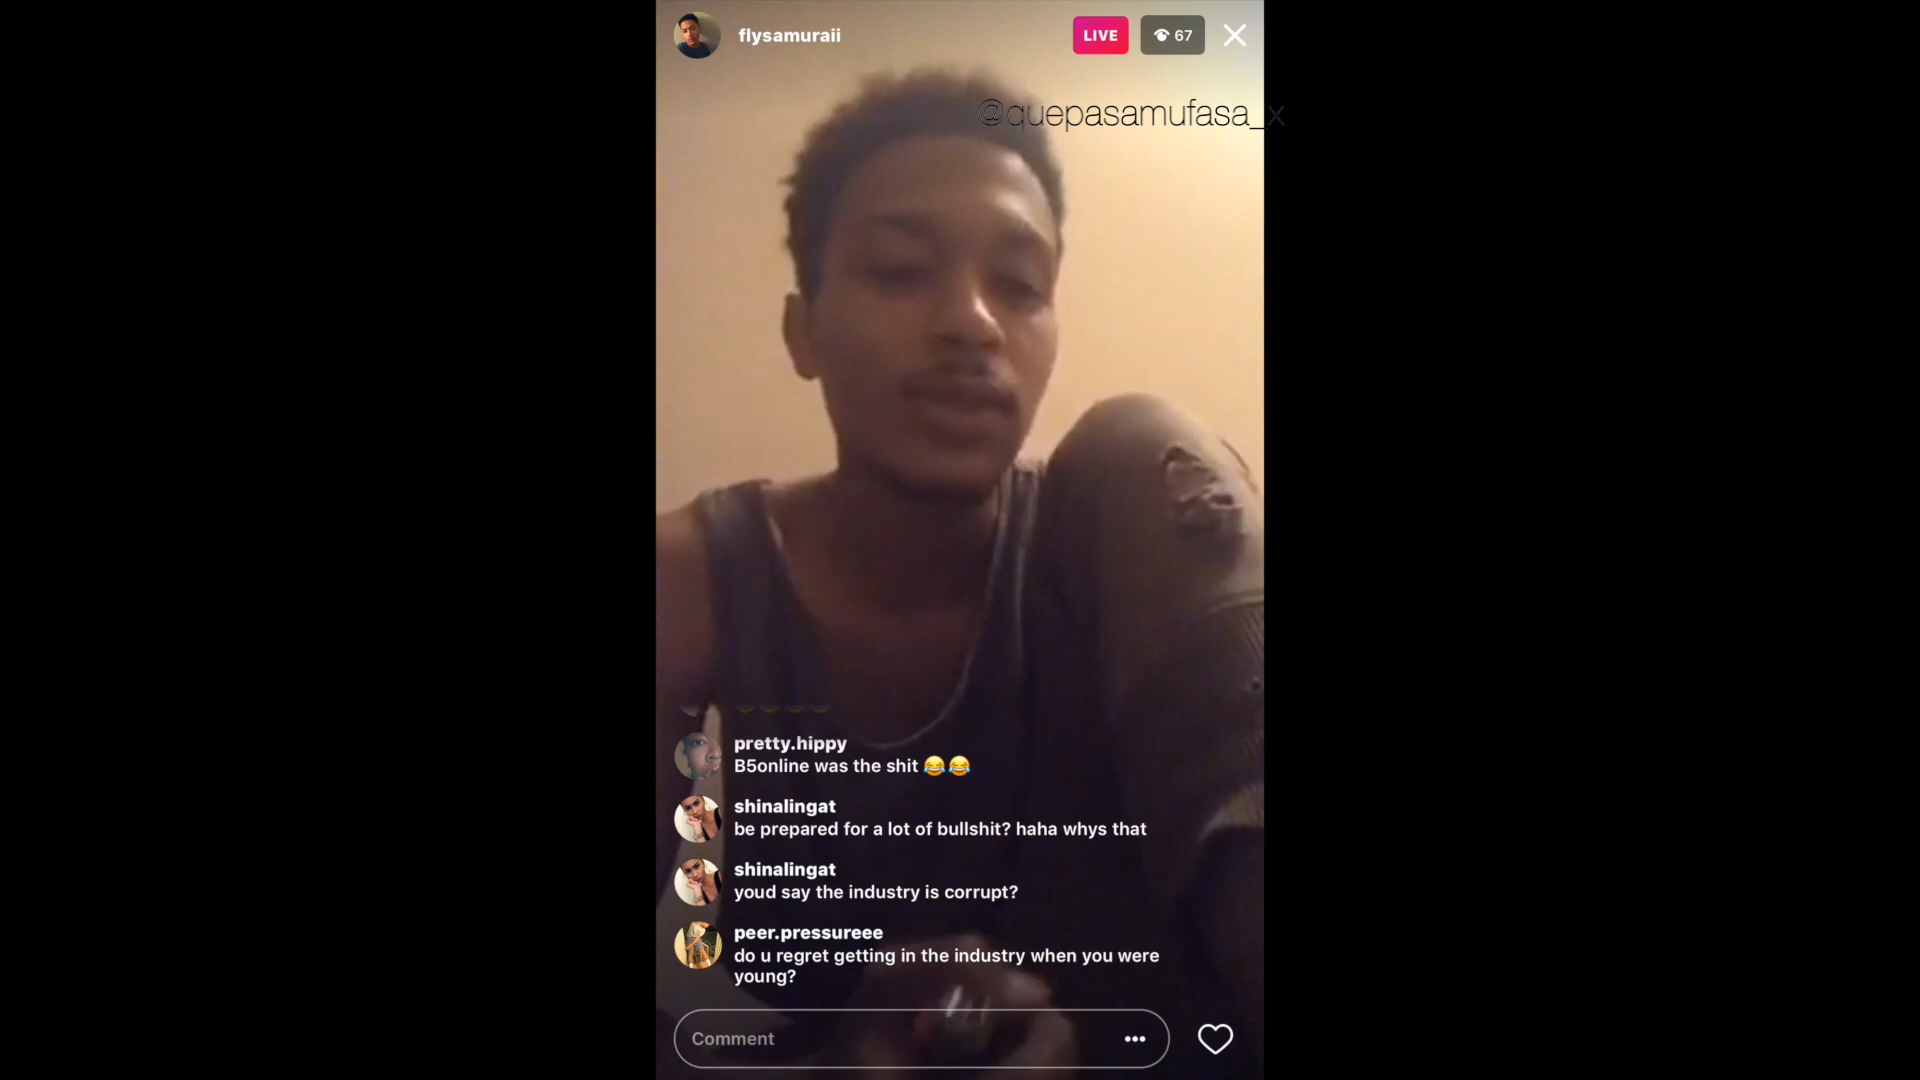 flysamuraii
LIVE
67
@quepasamufasa_x
pretty.hippy
B5online was the shit 😂😂
shinalingat
be prepared for a lot of bullshit? haha whys that
shinalingat
youd say the industry is corrupt?
peer.pressureee
do u regret getting in the industry when you were
young?
Comment